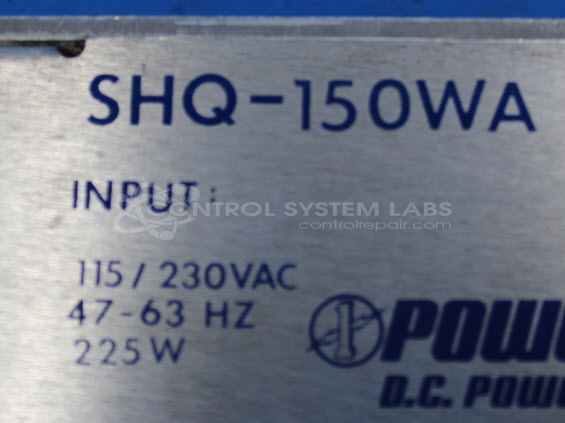 SHQ-150WA
INPUT:
CONTROL SYSTEM LABS
controlrepair.com
115/230VAC
47-63 HZ
225W
POW
D.C. POW